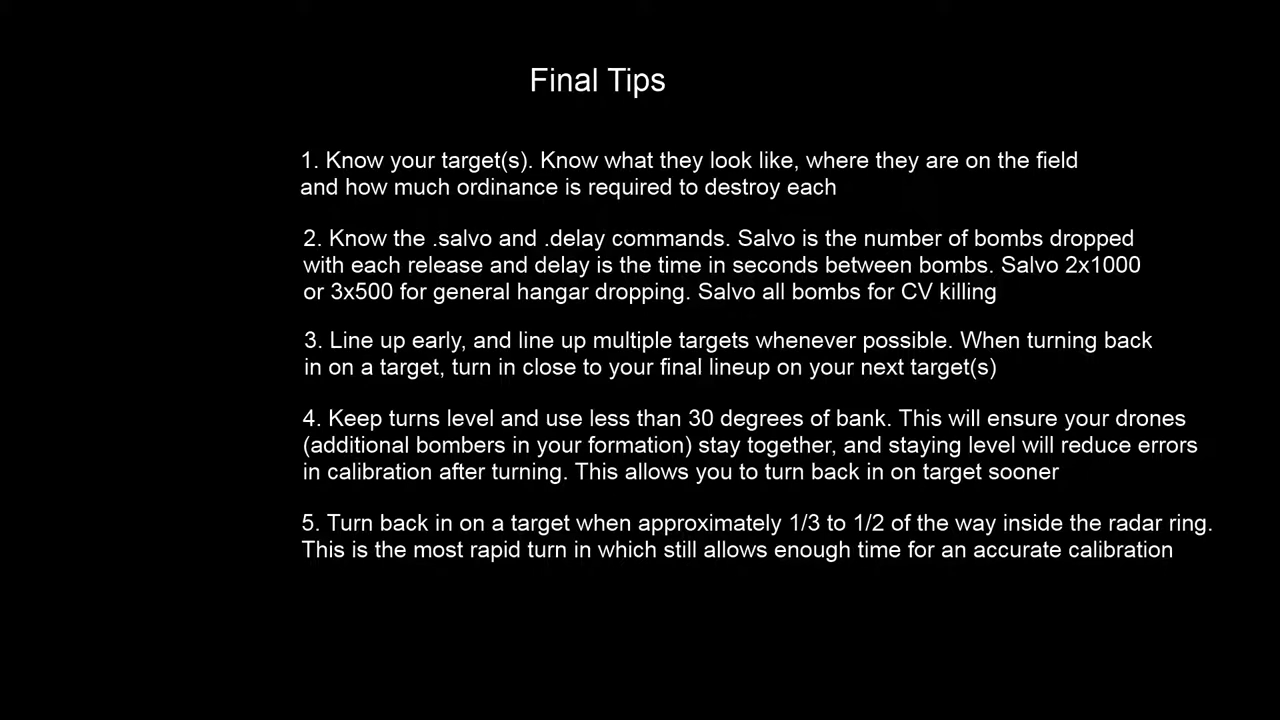 Final Tips
1. Know your target(s). Know what they look like, where they are on the field
and how much ordinance is required to destroy each
2. Know the .salvo and .delay commands. Salvo is the number of bombs dropped
with each release and delay is the time in seconds between bombs. Salvo 2x1000
or 3x500 for general hangar dropping. Salvo all bombs for CV killing
3. Line up early, and line up multiple targets whenever possible. When turning back
in on a target, turn in close to your final lineup on your next target(s)
4. Keep turns level and use less than 30 degrees of bank. This will ensure your drones
(additional bombers in your formation) stay together, and staying level will reduce errors
in calibration after turning. This allows you to turn back in on target sooner
5. Turn back in on a target when approximately 1/3 to 1/2 of the way inside the radar ring.
This is the most rapid turn in which still allows enough time for an accurate calibration